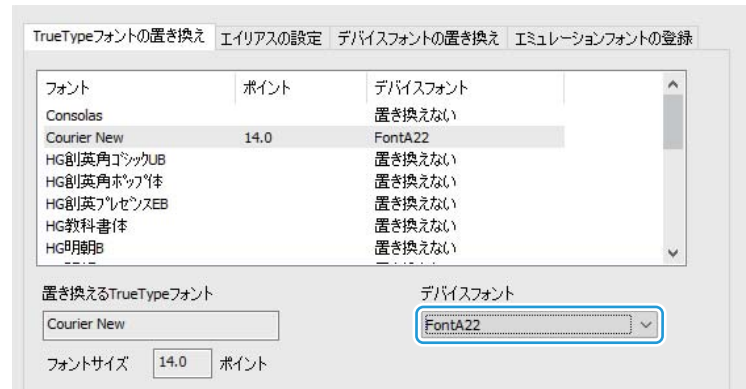 TrueTypeフォントの置き換え エイリアスの設定 デバイスフォントの置き換え エミュレーションフォントの登録
フォント ポイント デバイスフォント
Consolas 置き換えない
Courier New 14.0 FontA22
HG創英角ｺﾞｼｯｸUB 置き換えない
HG創英角ﾎﾟｯﾌﾟ体 置き換えない
HG創英ﾌﾟﾚｾﾞﾝｽEB 置き換えない
HG教科書体 置き換えない
HG明朝B 置き換えない
置き換えるTrueTypeフォント デバイスフォント
Courier New FontA22
フォントサイズ 14.0 ポイント